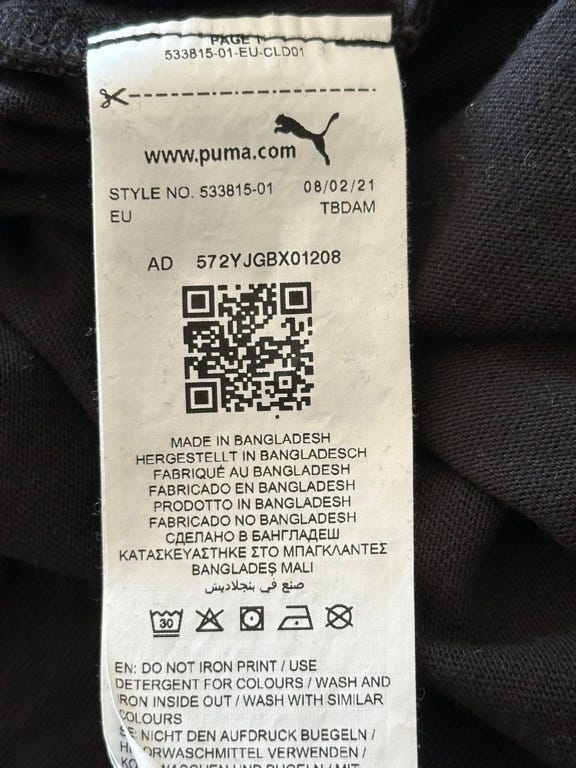 PAGE 1
533815-01-EU-CLD01
www.puma.com
STYLE NO. 533815-01 08/02/21
EU TBDAM
AD 572YJGBX01208
MADE IN BANGLADESH
HERGESTELLT IN BANGLADESCH
FABRIQUÉ AU BANGLADESH
FABRICADO EN BANGLADESH
PRODOTTO IN BANGLADESH
FABRICADO NO BANGLADESH
СДЕЛАНО В БАНГЛАДЕШ
ΚΑΤΑΣΚΕΥΑΣΤΗΚΕ ΣΤΟ ΜΠΑΓΚΛΑΝΤΕΣ
BANGLADEŞ MALI
صنع في بنجلاديش
30
EN: DO NOT IRON PRINT / USE
DETERGENT FOR COLOURS / WASH AND
IRON INSIDE OUT / WASH WITH SIMILAR
COLOURS
NICHT DEN AUFDRUCK BUEGELN /
VERWENDEN /